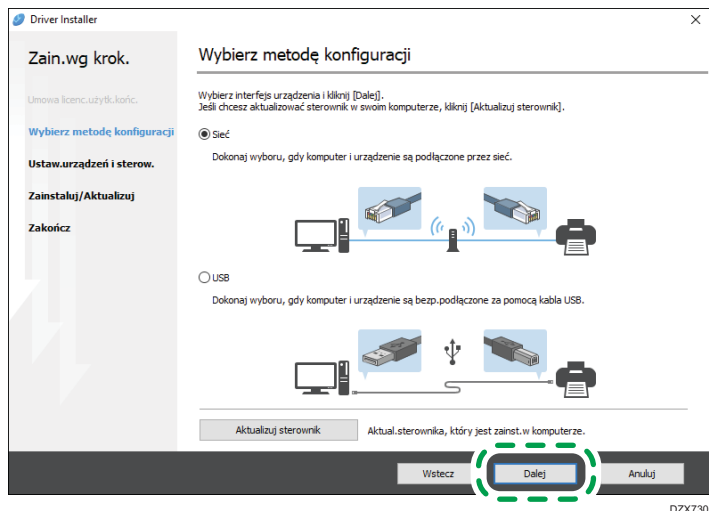 Driver Installer
Zain.wg krok.
Umowa licenc.użytk.końc.
Wybierz metodę konfiguracji
Ustaw.urządzeń i sterow.
Zainstaluj/Aktualizuj
Zakończ
Wybierz metodę konfiguracji
Wybierz interfejs urządzenia i kliknij [Dalej].
Jeśli chcesz aktualizować sterownik w swoim komputerze, kliknij [Aktualizuj sterownik].
Sieć
Dokonaj wyboru, gdy komputer i urządzenie są podłączone przez sieć.
USB
Dokonaj wyboru, gdy komputer i urządzenie są bezp.podłączone za pomocą kabla USB.
Aktualizuj sterownik Aktual.sterownika, który jest zainst.w komputerze.
Wstecz Dalej Anuluj
DZX730